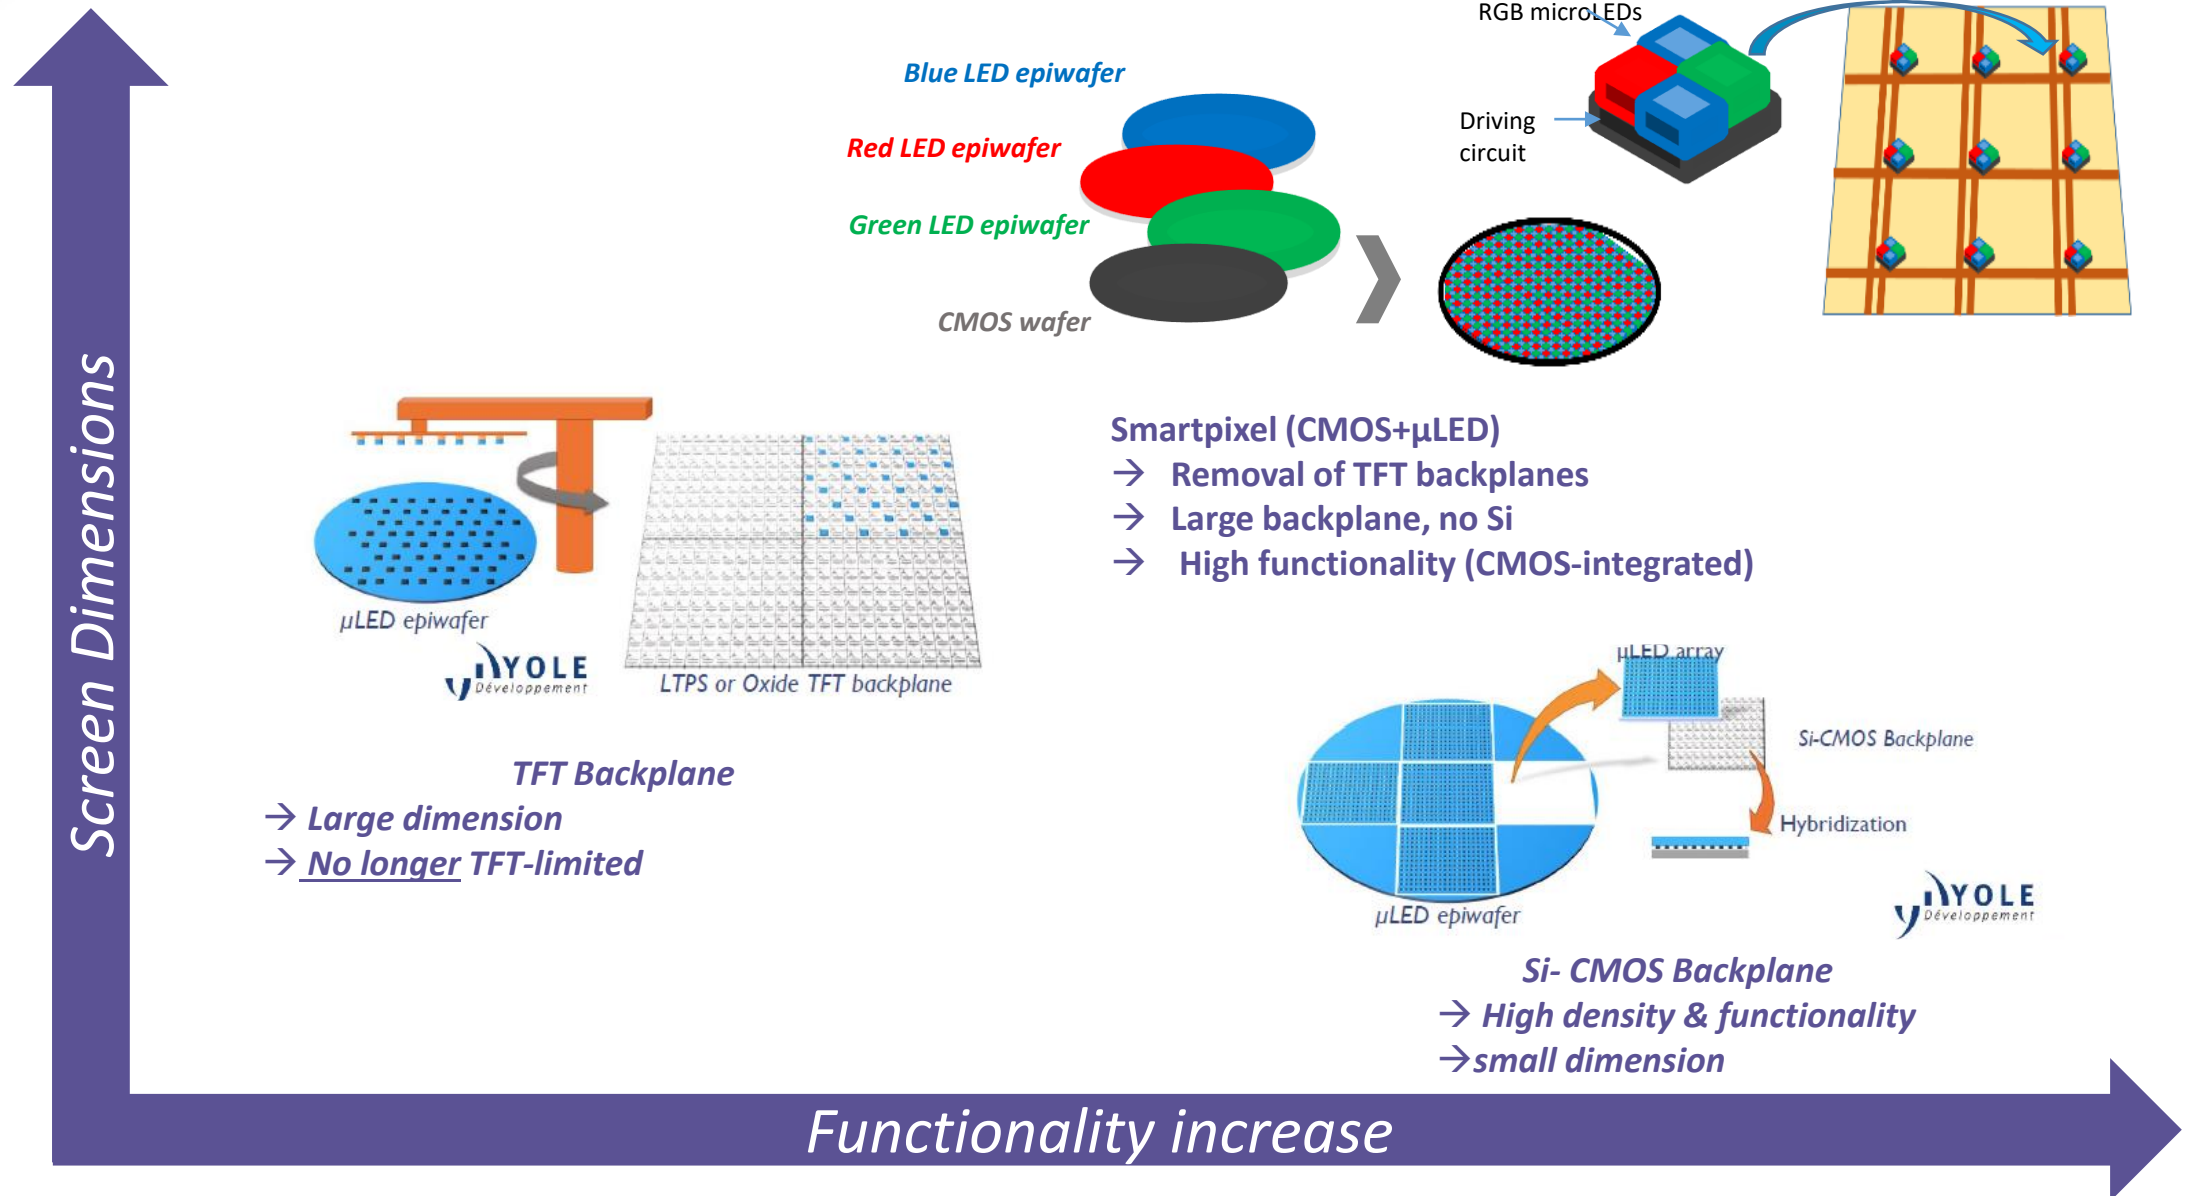 RGB microLEDs
Blue LED epiwafer
Driving
circuit
Red LED epiwafer
Green LED epiwafer
CMOS wafer
Smartpixel (CMOS+µLED)
→ Removal of TFT backplanes
→ Large backplane, no Si
→ High functionality (CMOS-integrated)
µLED epiwafer
YOLE
Développement
LTPS or Oxide TFT backplane
TFT Backplane
→ Large dimension
→ No longer TFT-limited
µLED array
Si-CMOS Backplane
Hybridization
µLED epiwafer
YOLE
Développement
Si- CMOS Backplane
→ High density & functionality
→small dimension
Screen Dimensions
Functionality increase